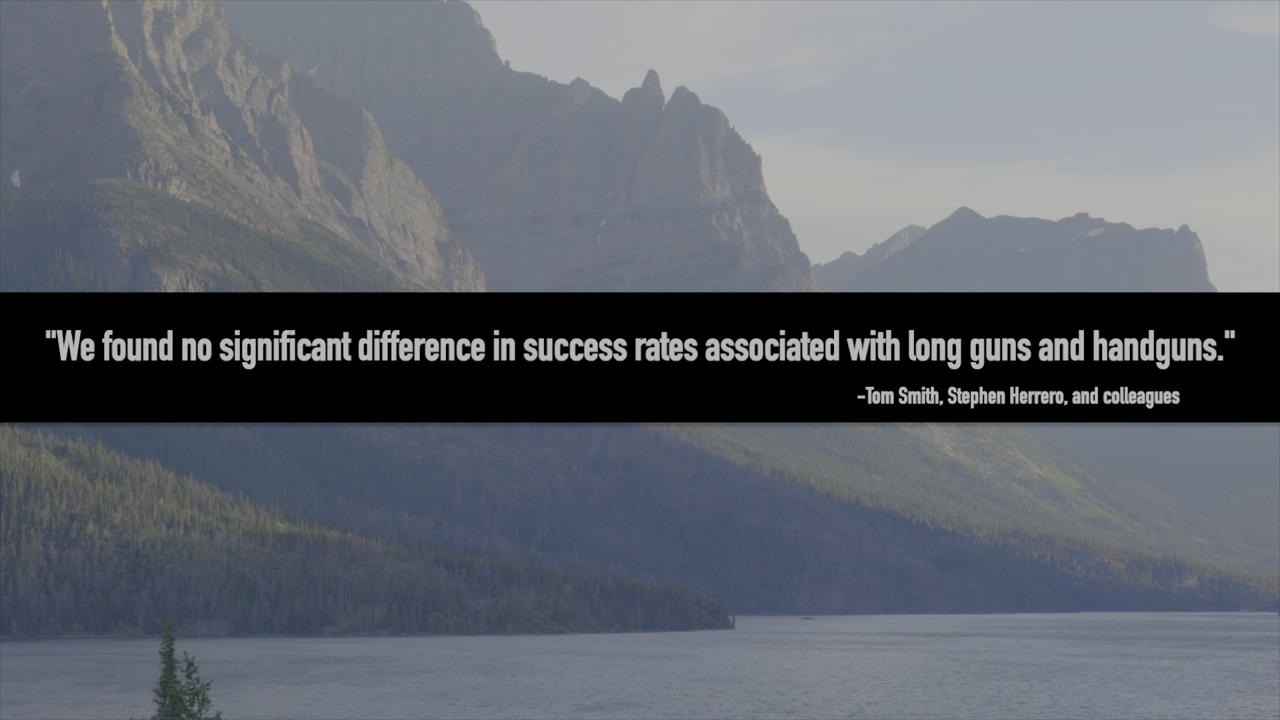 "We found no significant difference in success rates associated with long guns and handguns."
–Tom Smith, Stephen Herrero, and colleagues